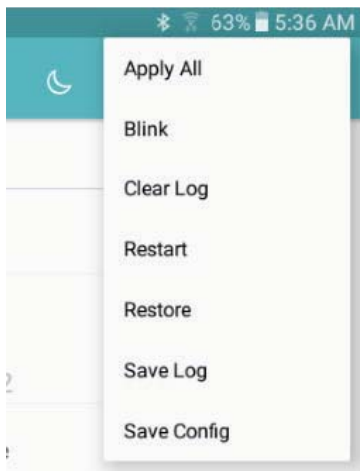 63% 5:36 AM
Apply All
Blink
Clear Log
Restart
Restore
Save Log
Save Config